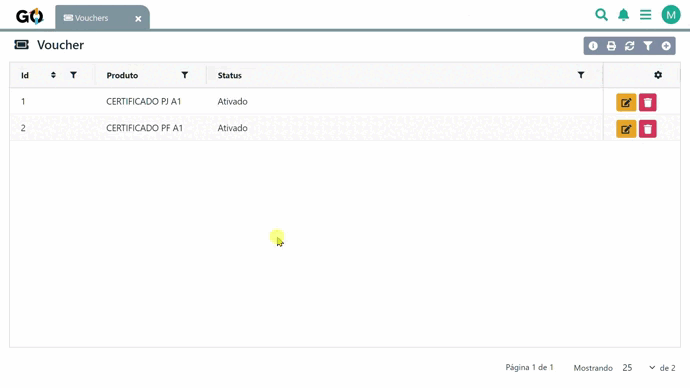 GO
Vouchers
M
Voucher
Id Produto Status
1 CERTIFICADO PJ A1 Ativado
2 CERTIFICADO PF A1 Ativado
Página 1 de 1 Mostrando 25 de 2